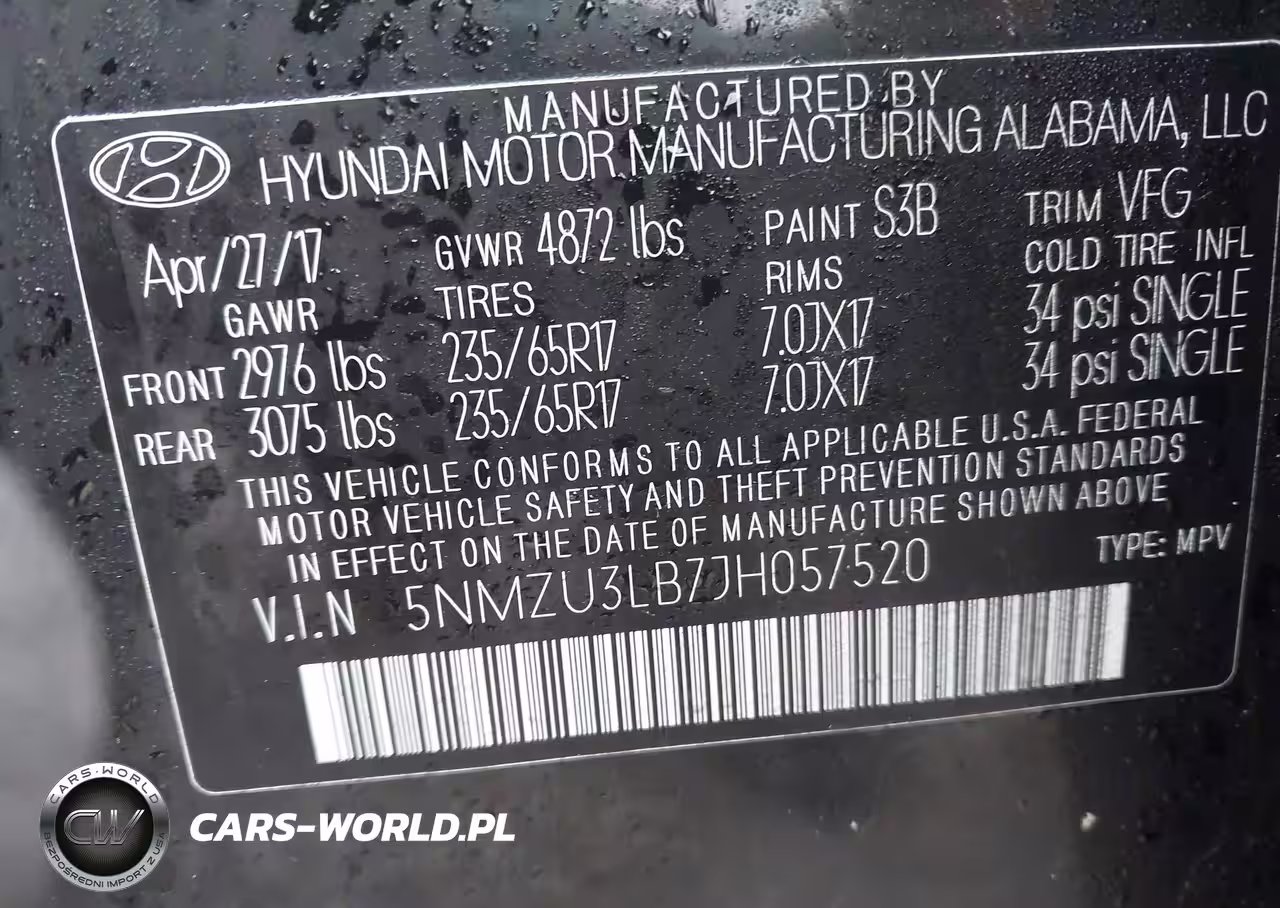 MANUFACTURED BY
HYUNDAI MOTOR MANUFACTURING ALABAMA, LLC
Apr/27/17 GVWR 4872 lbs PAINT S3B TRIM VFG
GAWR TIRES RIMS COLD TIRE INFL
FRONT 2976 lbs 235/65R17 7.0JX17 34 psi SINGLE
REAR 3075 lbs 235/65R17 7.0JX17 34 psi SINGLE
THIS VEHICLE CONFORMS TO ALL APPLICABLE U.S.A. FEDERAL
MOTOR VEHICLE SAFETY AND THEFT PREVENTION STANDARDS
IN EFFECT ON THE DATE OF MANUFACTURE SHOWN ABOVE
V.I.N 5NMZU3LB7JH057520 TYPE: MPV
CARS-WORLD
CW
BEZPOŚREDNI IMPORT Z USA
CARS-WORLD.PL